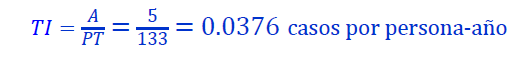 TI = A/PT = 5/133 = 0.0376 casos por persona-año